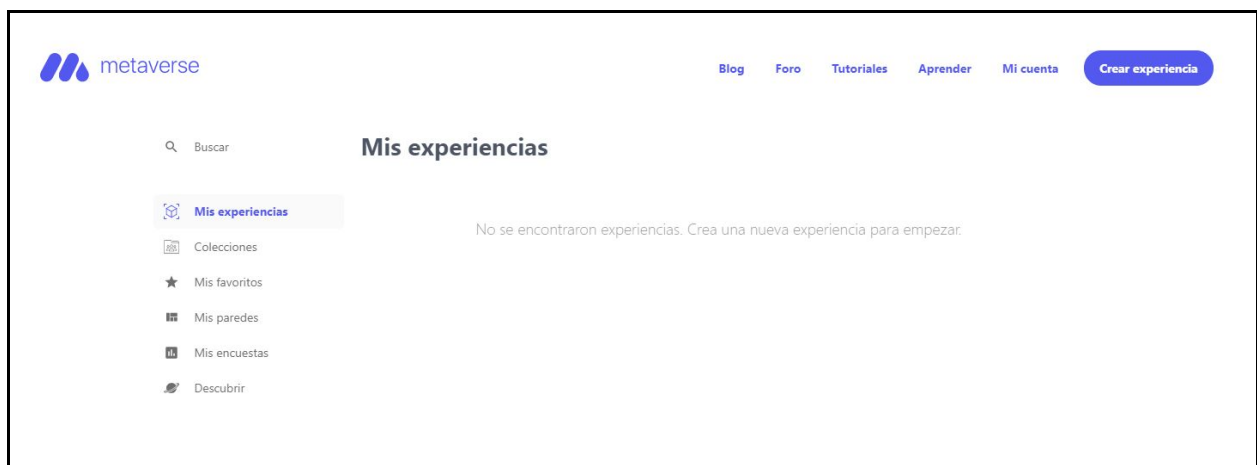 metaverse
Blog Foro Tutoriales Aprender Mi cuenta Crear experiencia
Buscar
Mis experiencias
Mis experiencias
No se encontraron experiencias. Crea una nueva experiencia para empezar.
Colecciones
Mis favoritos
Mis paredes
Mis encuestas
Descubrir